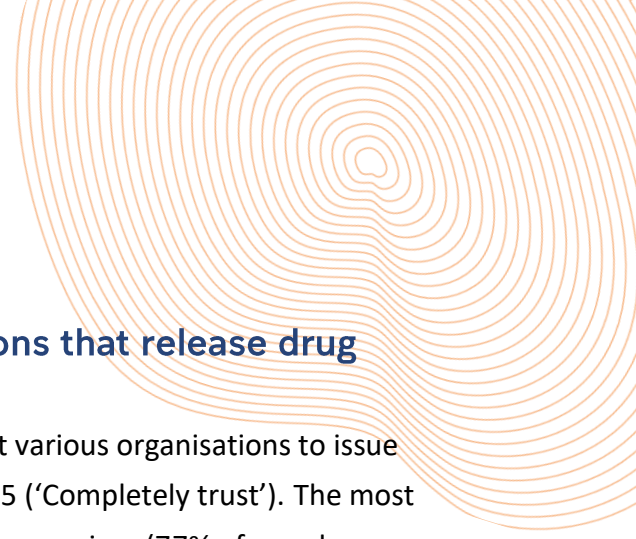 ons that release drug
t various organisations to issue
5 (‘Completely trust’). The most